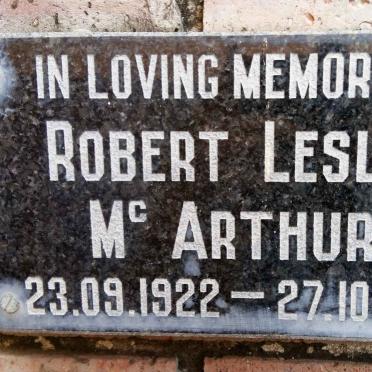 IN LOVING MEMOR
ROBERT LESL
Mc ARTHUR
23.09.1922 – 27.10